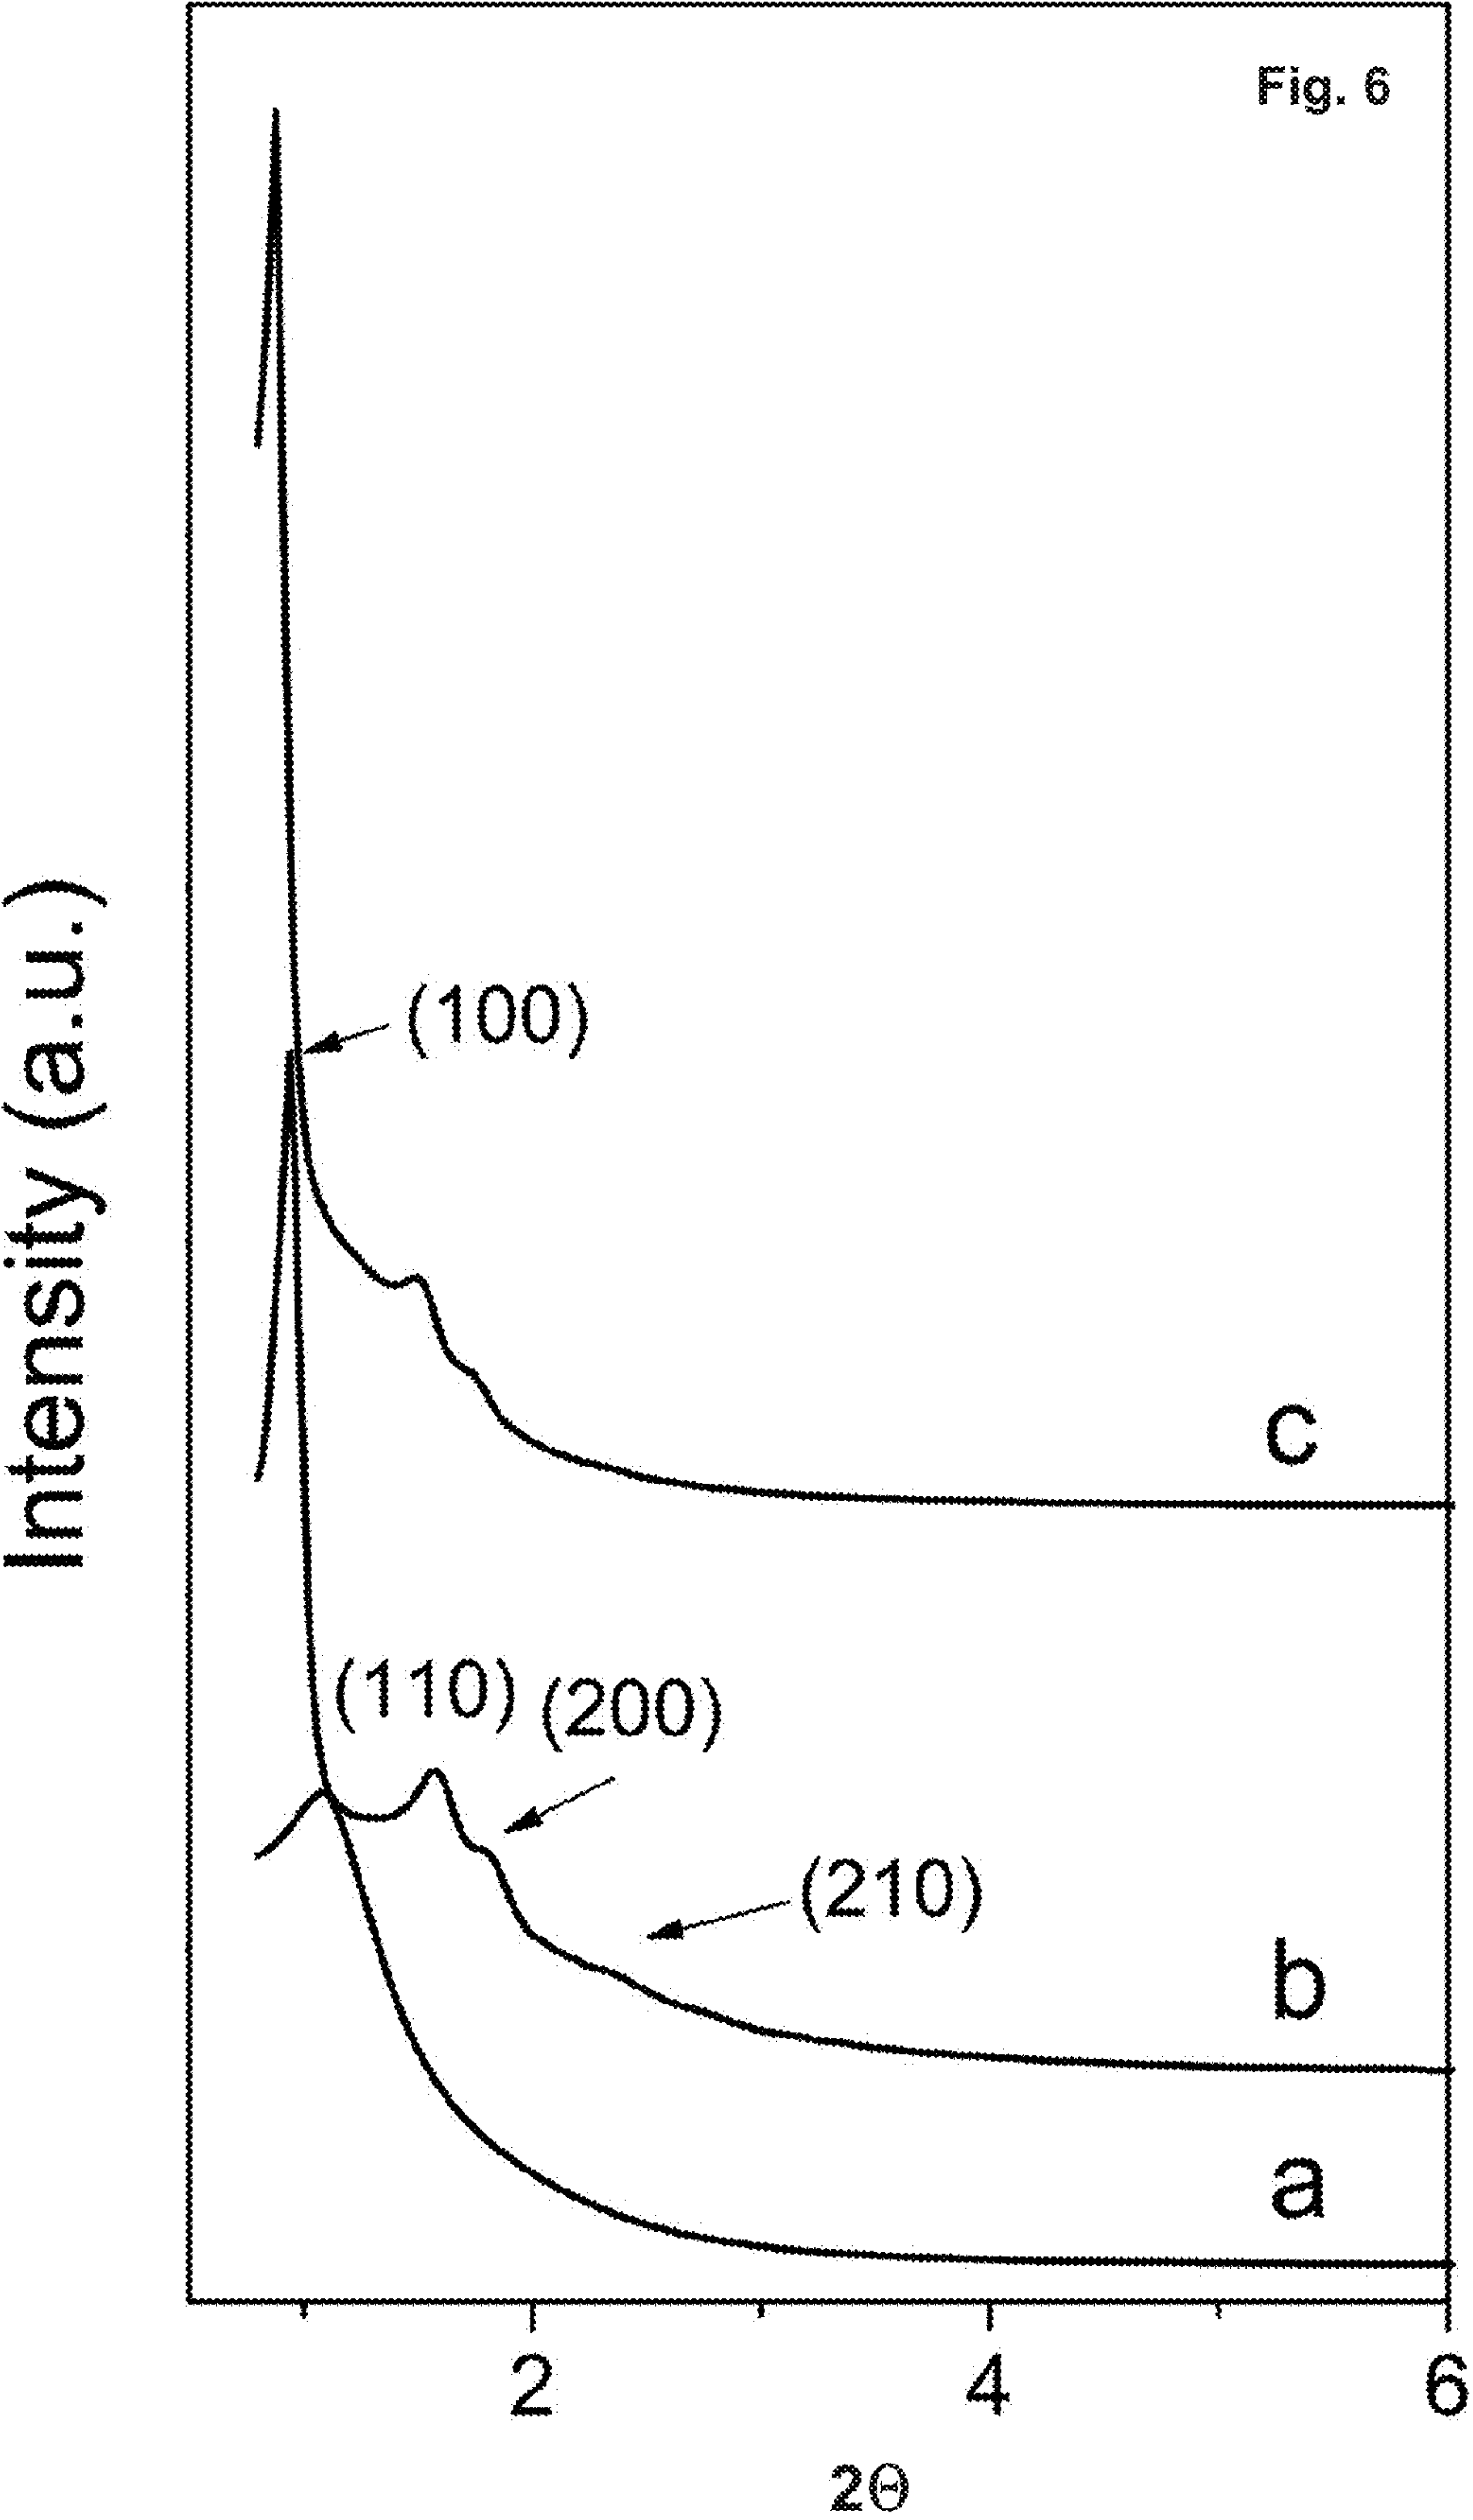 Fig. 6
Intensity (a.u.)
(100)
c
(110) (200)
(210)
b
a
2 4 6
2Θ